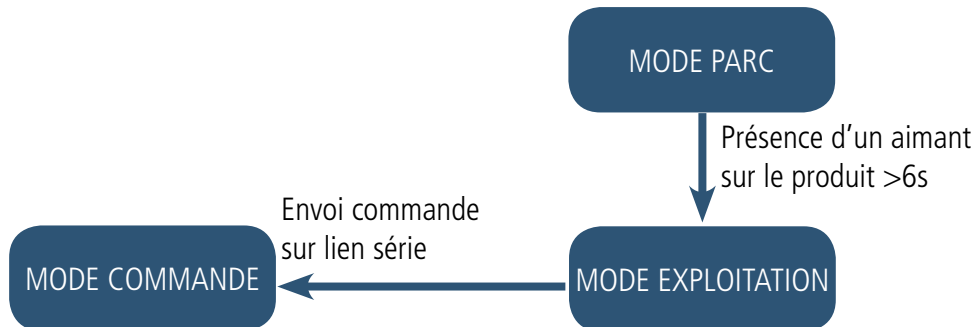 MODE PARC
Présence d’un aimant
sur le produit >6s
Envoi commande
sur lien série
MODE COMMANDE
MODE EXPLOITATION